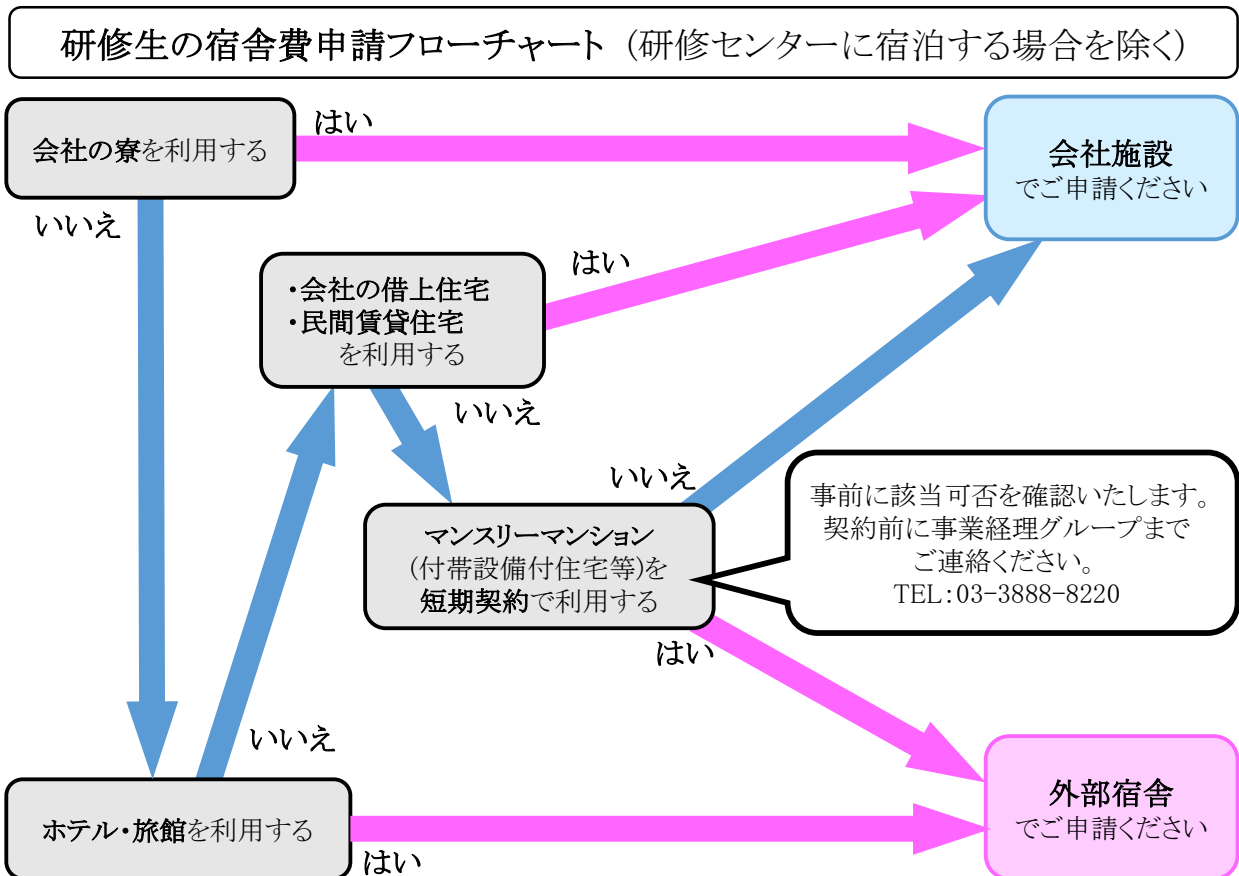 研修生の宿舎費申請フローチャート (研修センターに宿泊する場合を除く)
会社の寮を利用する
はい
会社施設
でご申請ください
いいえ
・会社の借上住宅
・民間賃貸住宅
を利用する
はい
いいえ
マンスリーマンション
(付帯設備付住宅等)を
短期契約で利用する
いいえ
事前に該当可否を確認いたします。
契約前に事業経理グループまで
ご連絡ください。
TEL:03-3888-8220
はい
いいえ
ホテル・旅館を利用する
はい
外部宿舎
でご申請ください